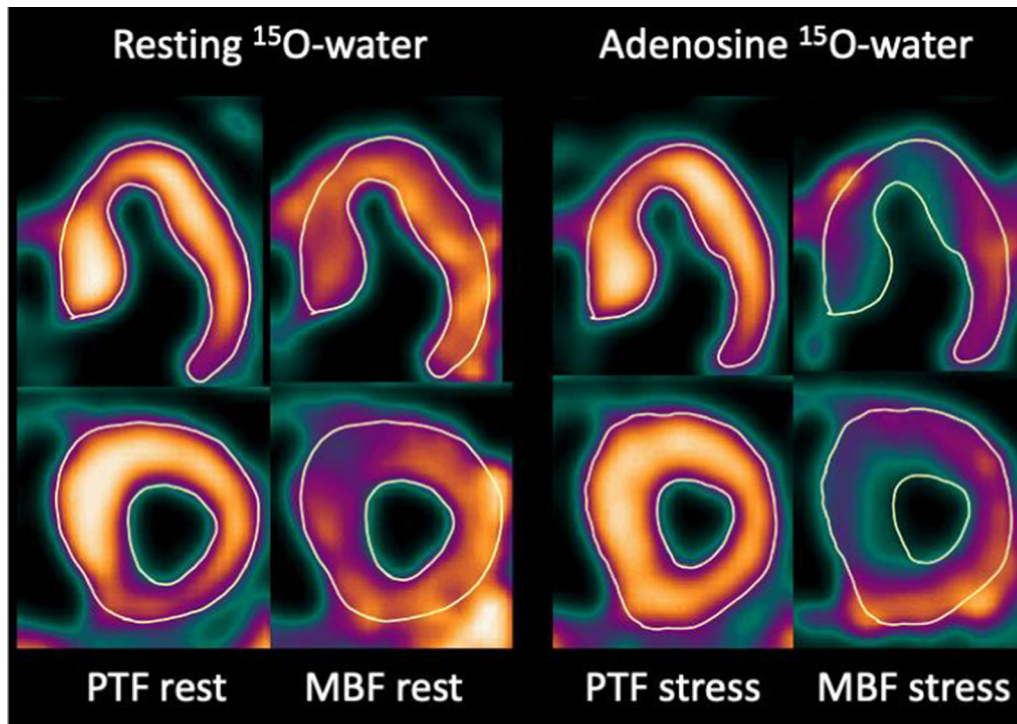 Resting ¹⁵O-water
Adenosine ¹⁵O-water
PTF rest
MBF rest
PTF stress
MBF stress